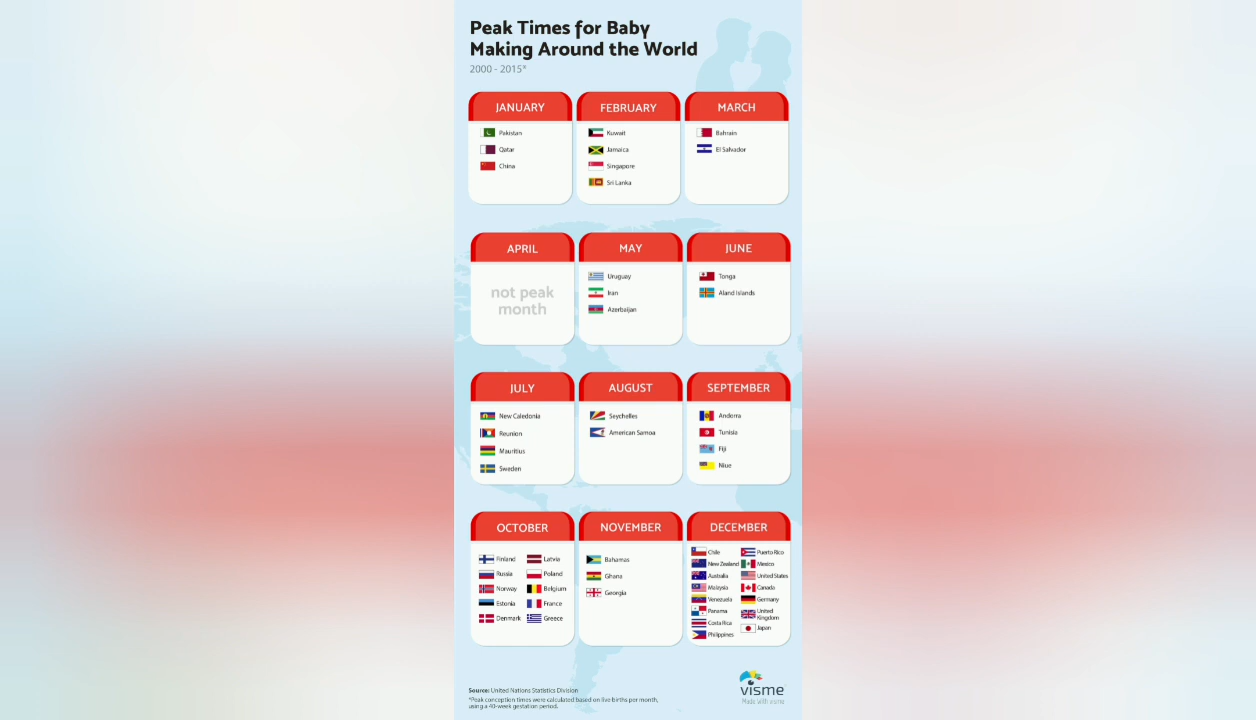 Peak Times for Baby
Making Around the World
2000 - 2015*
JANUARY
Pakistan
Qatar
China
FEBRUARY
Kuwait
Jamaica
Singapore
Sri Lanka
MARCH
Bahrain
El Salvador
APRIL
not peak
month
MAY
Uruguay
Iran
Azerbaijan
JUNE
Tonga
Aland Islands
JULY
New Caledonia
Reunion
Mauritius
Sweden
AUGUST
Seychelles
American Samoa
SEPTEMBER
Andorra
Tunisia
Fiji
Niue
OCTOBER
Finland
Russia
Norway
Estonia
Denmark
Latvia
Poland
Belgium
France
Greece
NOVEMBER
Bahamas
Ghana
Georgia
DECEMBER
Chile
New Zealand
Australia
Malaysia
Venezuela
Panama
Costa Rica
Philippines
Puerto Rico
Mexico
United States
Canada
Germany
United
Kingdom
Japan
Source: United Nations Statistics Division
*Peak conception times were calculated based on live births per month,
using a 40-week gestation period.
visme
Made with visme